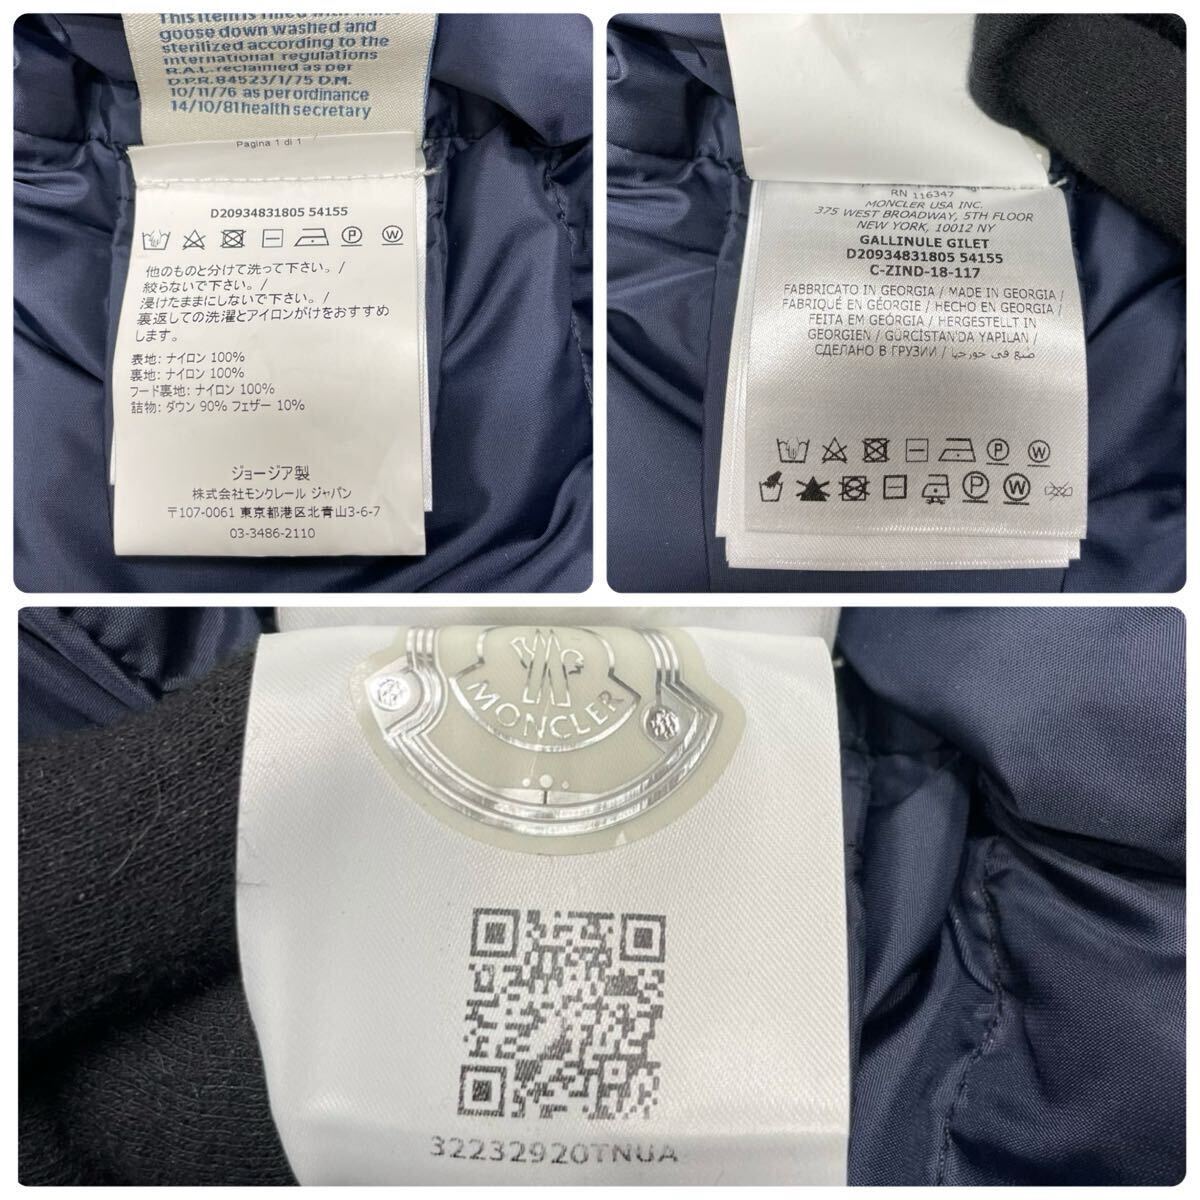 This item is filled with white
goose down washed and
sterilized according to the
international regulations
R.A.L. reclaimed as per
D.P.R. 84523/1/75 D.M.
10/11/76 as per ordinance
14/10/81 health secretary
Pagina 1 di 1
D20934831805 54155
P W
他のものと分けて洗って下さい。/
絞らないで下さい。/
浸けたままにしないで下さい。/
裏返しての洗濯とアイロンがけをおすすめ
します。
表地: ナイロン 100%
裏地: ナイロン 100%
フード裏地: ナイロン 100%
詰物: ダウン 90% フェザー 10%
ジョージア製
株式会社モンクレール ジャパン
〒107-0061 東京都港区北青山3-6-7
03-3486-2110
RN 116347
MONCLER USA INC.
375 WEST BROADWAY, 5TH FLOOR
NEW YORK, 10012 NY
GALLINULE GILET
D20934831805 54155
C-ZIND-18-117
FABBRICATO IN GEORGIA / MADE IN GEORGIA /
FABRIQUÉ EN GÉORGIE / HECHO EN GEORGIA /
FEITA EM GEÓRGIA / HERGESTELLT IN
GEORGIEN / GÜRCİSTAN'DA YAPILAN /
СДЕЛАНО В ГРУЗИИ / صنع في جورجيا
P W
P W
MONCLER
32232920TNUA